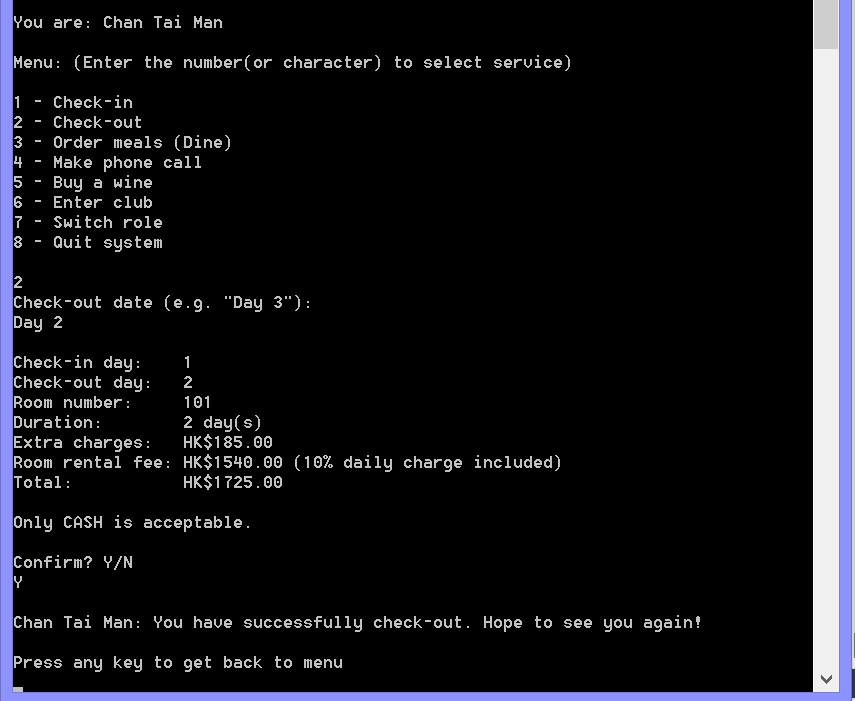 You are: Chan Tai Man
Menu: (Enter the number(or character) to select service)
1 - Check-in
2 - Check-out
3 - Order meals (Dine)
4 - Make phone call
5 - Buy a wine
6 - Enter club
7 - Switch role
8 - Quit system
2
Check-out date (e.g. "Day 3"):
Day 2
Check-in day: 1
Check-out day: 2
Room number: 101
Duration: 2 day(s)
Extra charges: HK$185.00
Room rental fee: HK$1540.00 (10% daily charge included)
Total: HK$1725.00
Only CASH is acceptable.
Confirm? Y/N
Y
Chan Tai Man: You have successfully check-out. Hope to see you again!
Press any key to get back to menu